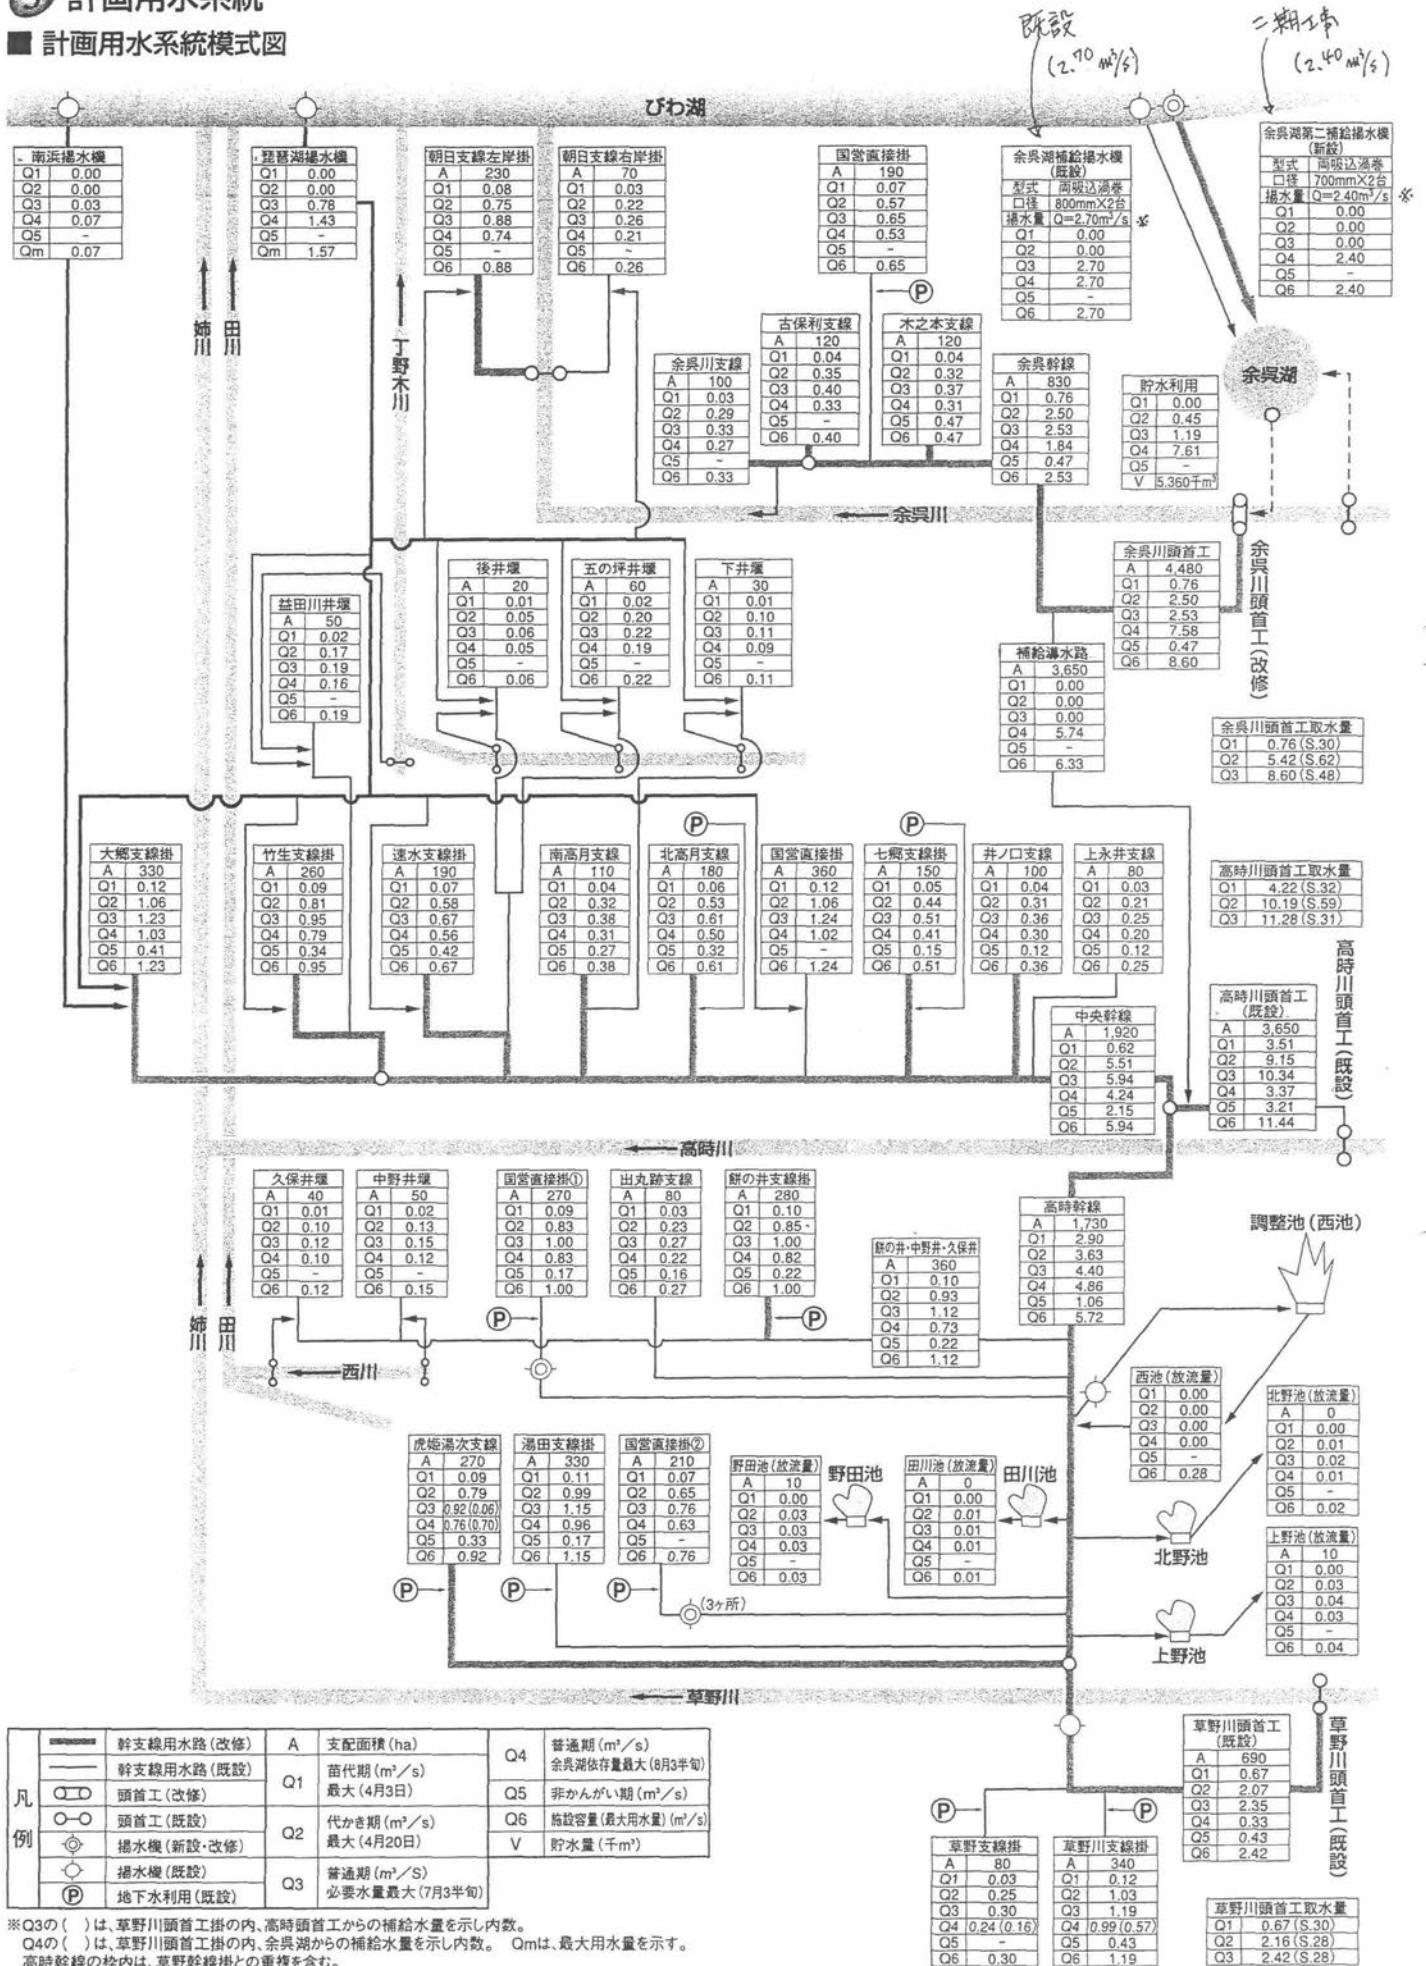 計画用水系統
■ 計画用水系統模式図
既設
(2.70 m³/s)
二期工事
(2.40 m³/s)
びわ湖
南浜揚水機
Q1 0.00
Q2 0.00
Q3 0.03
Q4 0.07
Q5 -
Qm 0.07
琵琶湖揚水機
Q1 0.00
Q2 0.00
Q3 0.78
Q4 1.43
Q5 -
Qm 1.57
朝日支線左岸掛
A 230
Q1 0.08
Q2 0.75
Q3 0.88
Q4 0.74
Q5 -
Q6 0.88
朝日支線右岸掛
A 70
Q1 0.03
Q2 0.22
Q3 0.26
Q4 0.21
Q5 -
Q6 0.26
国営直接掛
A 190
Q1 0.07
Q2 0.57
Q3 0.65
Q4 0.53
Q5 -
Q6 0.65
余呉湖補給揚水機
(既設)
型式 両吸込渦巻
口径 800mm×2台
揚水量 Q=2.70m³/s ※
Q1 0.00
Q2 0.00
Q3 2.70
Q4 2.70
Q5 -
Q6 2.70
余呉湖第二補給揚水機
(新設)
型式 両吸込渦巻
口径 700mm×2台
揚水量 Q=2.40m³/s ※
Q1 0.00
Q2 0.00
Q3 0.00
Q4 2.40
Q5 -
Q6 2.40
姉川
田川
丁野木川
P
余呉川支線
A 100
Q1 0.03
Q2 0.29
Q3 0.33
Q4 0.27
Q5 -
Q6 0.33
古保利支線
A 120
Q1 0.04
Q2 0.35
Q3 0.40
Q4 0.33
Q5 -
Q6 0.40
木之本支線
A 120
Q1 0.04
Q2 0.32
Q3 0.37
Q4 0.31
Q5 0.47
Q6 0.47
余呉幹線
A 830
Q1 0.76
Q2 2.50
Q3 2.53
Q4 1.84
Q5 0.47
Q6 2.53
貯水利用
Q1 0.00
Q2 0.45
Q3 1.19
Q4 7.61
Q5 -
V 5.360千m³
余呉湖
余呉川
益田川井堰
A 50
Q1 0.02
Q2 0.17
Q3 0.19
Q4 0.16
Q5 -
Q6 0.19
後井堰
A 20
Q1 0.01
Q2 0.05
Q3 0.06
Q4 0.05
Q5 -
Q6 0.06
五の坪井堰
A 60
Q1 0.02
Q2 0.20
Q3 0.22
Q4 0.19
Q5 -
Q6 0.22
下井堰
A 30
Q1 0.01
Q2 0.10
Q3 0.11
Q4 0.09
Q5 -
Q6 0.11
余呉川頭首工
A 4,480
Q1 0.76
Q2 2.50
Q3 2.53
Q4 7.58
Q5 0.47
Q6 8.60
余呉川頭首工(改修)
補給導水路
A 3,650
Q1 0.00
Q2 0.00
Q3 0.00
Q4 5.74
Q5 -
Q6 6.33
余呉川頭首工取水量
Q1 0.76(S.30)
Q2 5.42(S.62)
Q3 8.60(S.48)
P
P
大郷支線掛
A 330
Q1 0.12
Q2 1.06
Q3 1.23
Q4 1.03
Q5 0.41
Q6 1.23
竹生支線掛
A 260
Q1 0.09
Q2 0.81
Q3 0.95
Q4 0.79
Q5 0.34
Q6 0.95
速水支線掛
A 190
Q1 0.07
Q2 0.58
Q3 0.67
Q4 0.56
Q5 0.42
Q6 0.67
南高月支線
A 110
Q1 0.04
Q2 0.32
Q3 0.38
Q4 0.31
Q5 0.27
Q6 0.38
北高月支線
A 180
Q1 0.06
Q2 0.53
Q3 0.61
Q4 0.50
Q5 0.32
Q6 0.61
国営直接掛
A 360
Q1 0.12
Q2 1.06
Q3 1.24
Q4 1.02
Q5 -
Q6 1.24
七郷支線掛
A 150
Q1 0.05
Q2 0.44
Q3 0.51
Q4 0.41
Q5 0.15
Q6 0.51
井ノ口支線
A 100
Q1 0.04
Q2 0.31
Q3 0.36
Q4 0.30
Q5 0.12
Q6 0.36
上永井支線
A 80
Q1 0.03
Q2 0.21
Q3 0.25
Q4 0.20
Q5 0.12
Q6 0.25
高時川頭首工取水量
Q1 4.22(S.32)
Q2 10.19(S.59)
Q3 11.28(S.31)
高時川頭首工(既設)
中央幹線
A 1,920
Q1 0.62
Q2 5.51
Q3 5.94
Q4 4.24
Q5 2.15
Q6 5.94
高時川頭首工
(既設)
A 3,650
Q1 3.51
Q2 9.15
Q3 10.34
Q4 3.37
Q5 3.21
Q6 11.44
高時川
久保井堰
A 40
Q1 0.01
Q2 0.10
Q3 0.12
Q4 0.10
Q5 -
Q6 0.12
中野井堰
A 50
Q1 0.02
Q2 0.13
Q3 0.15
Q4 0.12
Q5 -
Q6 0.15
国営直接掛①
A 270
Q1 0.09
Q2 0.83
Q3 1.00
Q4 0.83
Q5 0.17
Q6 1.00
出丸跡支線
A 80
Q1 0.03
Q2 0.23
Q3 0.27
Q4 0.22
Q5 0.16
Q6 0.27
餅の井支線掛
A 280
Q1 0.10
Q2 0.85
Q3 1.00
Q4 0.82
Q5 0.22
Q6 1.00
P
P
餅の井・中野井・久保井
A 360
Q1 0.10
Q2 0.93
Q3 1.12
Q4 0.73
Q5 0.22
Q6 1.12
高時幹線
A 1,730
Q1 2.90
Q2 3.63
Q3 4.40
Q4 4.86
Q5 1.06
Q6 5.72
調整池(西池)
姉川
田川
西川
西池(放流量)
Q1 0.00
Q2 0.00
Q3 0.00
Q4 0.00
Q5 -
Q6 0.28
北野池(放流量)
A 0
Q1 0.00
Q2 0.01
Q3 0.02
Q4 0.01
Q5 -
Q6 0.02
虎姫湯次支線
A 270
Q1 0.09
Q2 0.79
Q3 0.92(0.06)
Q4 0.76(0.70)
Q5 0.33
Q6 0.92
湯田支線掛
A 330
Q1 0.11
Q2 0.99
Q3 1.15
Q4 0.96
Q5 0.17
Q6 1.15
国営直接掛②
A 210
Q1 0.07
Q2 0.65
Q3 0.76
Q4 0.63
Q5 -
Q6 0.76
野田池(放流量)
A 10
Q1 0.00
Q2 0.03
Q3 0.03
Q4 0.03
Q5 -
Q6 0.03
野田池
田川池(放流量)
A 0
Q1 0.00
Q2 0.01
Q3 0.01
Q4 0.01
Q5 -
Q6 0.01
田川池
北野池
上野池(放流量)
A 10
Q1 0.00
Q2 0.03
Q3 0.04
Q4 0.03
Q5 -
Q6 0.04
上野池
P
P
P
(3ヶ所)
草野川
草野川頭首工
(既設)
A 690
Q1 0.67
Q2 2.07
Q3 2.35
Q4 0.33
Q5 0.43
Q6 2.42
草野川頭首工(既設)
P
P
草野支線掛
A 80
Q1 0.03
Q2 0.25
Q3 0.30
Q4 0.24(0.16)
Q5 -
Q6 0.30
草野川支線掛
A 340
Q1 0.12
Q2 1.03
Q3 1.19
Q4 0.99(0.57)
Q5 0.43
Q6 1.19
草野川頭首工取水量
Q1 0.67(S.30)
Q2 2.16(S.28)
Q3 2.42(S.28)
凡例
幹支線用水路(改修)
幹支線用水路(既設)
頭首工(改修)
頭首工(既設)
揚水機(新設・改修)
揚水機(既設)
P 地下水利用(既設)
A 支配面積(ha)
Q1 苗代期(m³/s)
最大(4月3日)
Q2 代かき期(m³/s)
最大(4月20日)
Q3 普通期(m³/S)
必要水量最大(7月3半旬)
Q4 普通期(m³/s)
余呉湖依存量最大(8月3半旬)
Q5 非かんがい期(m³/s)
Q6 施設容量(最大用水量)(m³/s)
V 貯水量(千m³)
※Q3の( )は、草野川頭首工掛の内、高時頭首工からの補給水量を示し内数。
Q4の( )は、草野川頭首工掛の内、余呉湖からの補給水量を示し内数。 Qmは、最大用水量を示す。
高時幹線の枠内は、草野幹線掛との重複を含む。